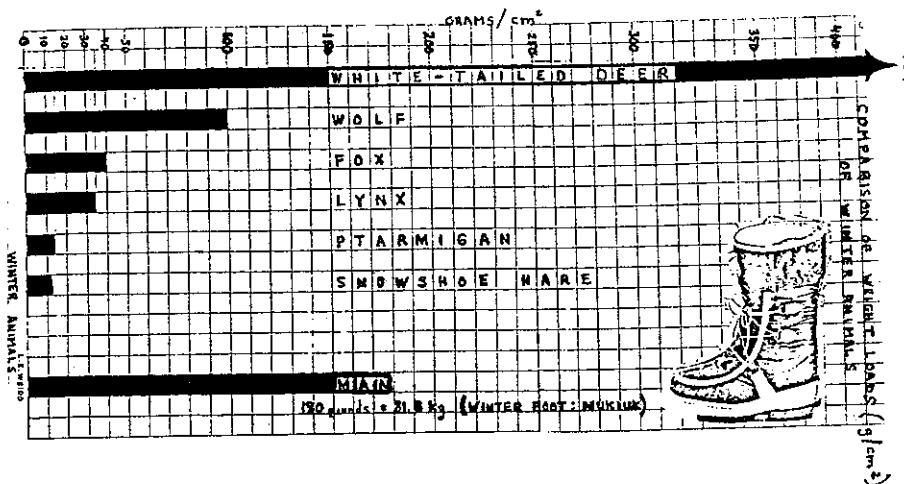 GRAMS/cm²
0 10 20 30 40 50 100 150 200 250 300 350 400
WHITE-TAILED DEER
WOLF
FOX
LYNX
PTARMIGAN
SNOWSHOE HARE
MAN
180 pounds = 81.8 Kg (WINTER FOOT: MUKLUK)
COMPARISON OF WEIGHT LOADS (g/cm²)
OF WINTER ANIMALS
WINTER ANIMALS